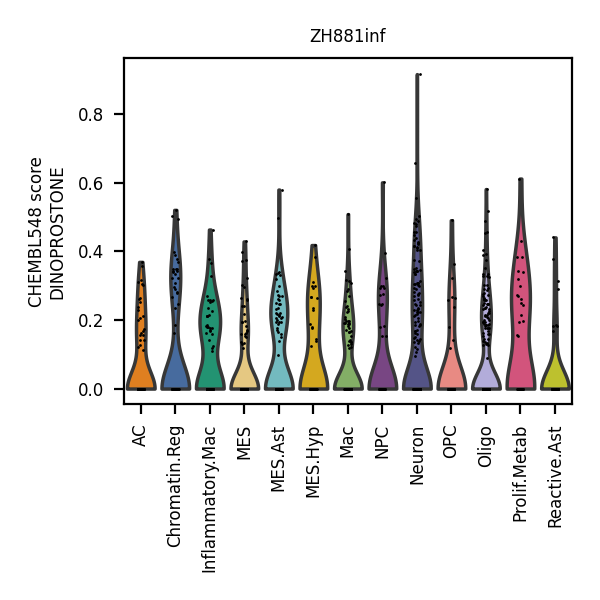 ZH881inf
CHEMBL548 score
DINOPROSTONE
0.8
0.6
0.4
0.2
0.0
AC
Chromatin.Reg
Inflammatory.Mac
MES
MES.Ast
MES.Hyp
Mac
NPC
Neuron
OPC
Oligo
Prolif.Metab
Reactive.Ast